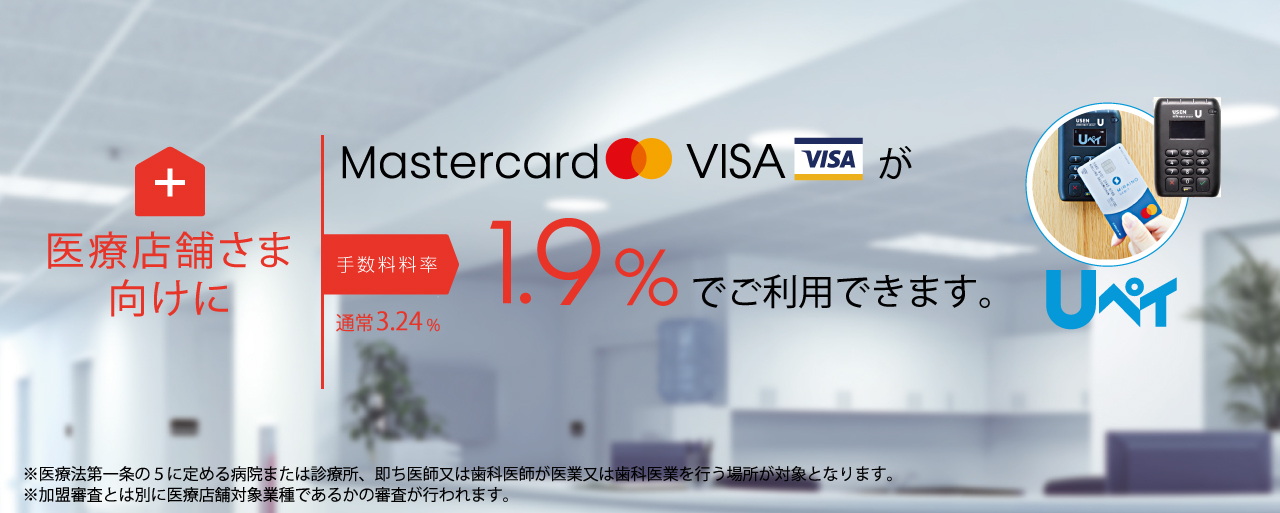 医療店舗さま
向けに
Mastercard VISA VISA が
手数料料率
1.9% でご利用できます。
通常3.24%
USEN
Uペイ
USEN U
Uペイ
※医療法第一条の5に定める病院または診療所、即ち医師又は歯科医師が医業又は歯科医業を行う場所が対象となります。
※加盟審査とは別に医療店舗対象業種であるかの審査が行われます。